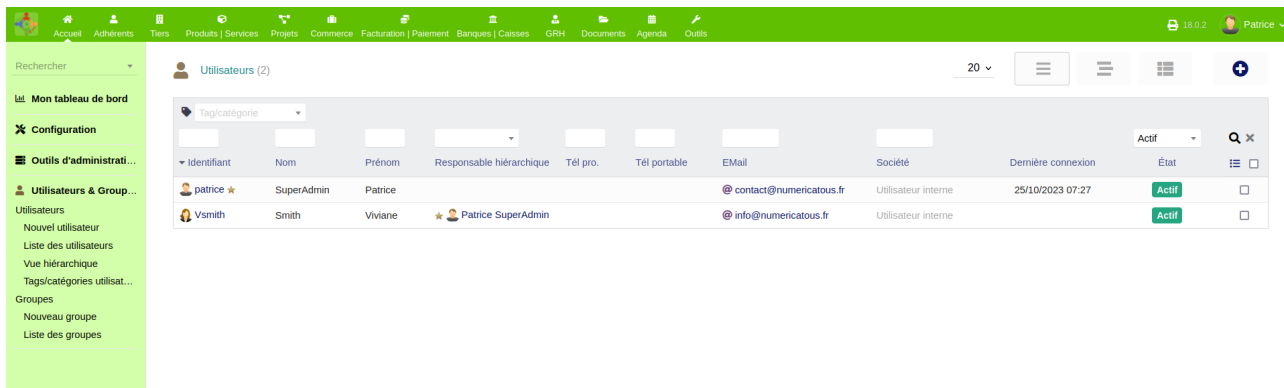 Accueil Adhérents Tiers Produits | Services Projets Commerce Facturation | Paiement Banques | Caisses GRH Documents Agenda Outils 18.0.2 Patrice
Rechercher
Utilisateurs (2) 20
Mon tableau de bord
Configuration
Outils d'administrati...
Utilisateurs & Group...
Utilisateurs
Nouvel utilisateur
Liste des utilisateurs
Vue hiérarchique
Tags/catégories utilisat...
Groupes
Nouveau groupe
Liste des groupes
Tag/catégorie
Actif
Identifiant Nom Prénom Responsable hiérarchique Tél pro. Tél portable EMail Société Dernière connexion État
patrice SuperAdmin Patrice @ contact@numericatous.fr Utilisateur interne 25/10/2023 07:27 Actif
Vsmith Smith Viviane Patrice SuperAdmin @ info@numericatous.fr Utilisateur interne Actif